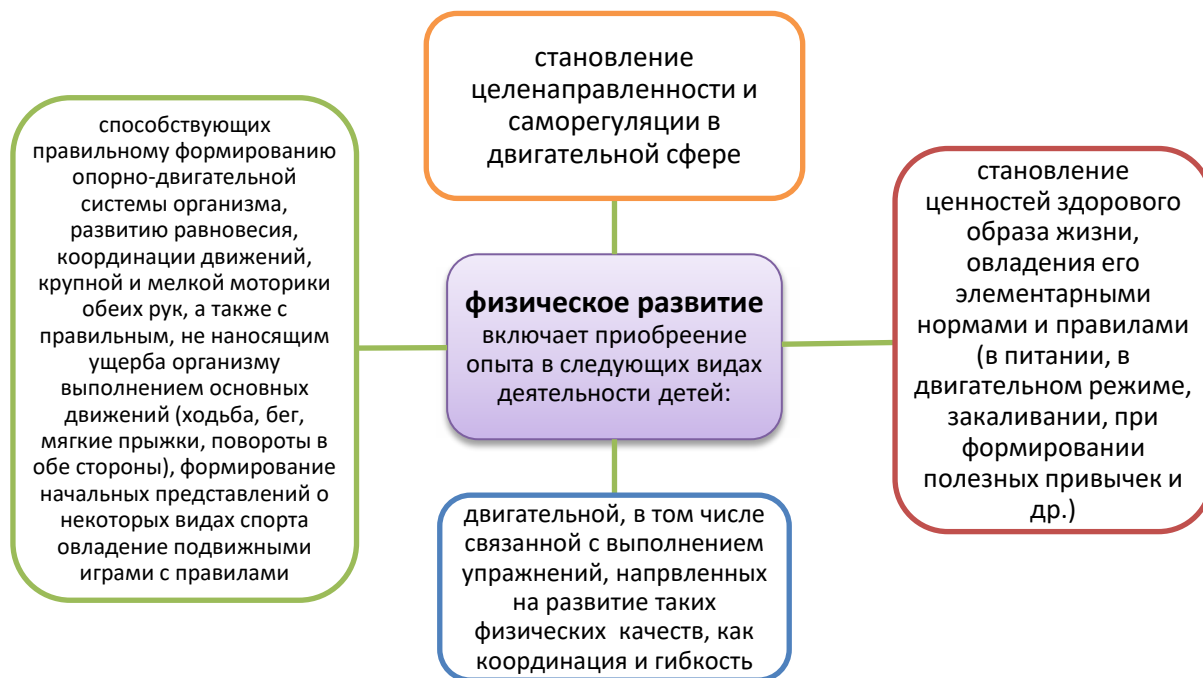 становление
целенаправленности и
саморегуляции в
двигательной сфере
способствующих
правильному формированию
опорно-двигательной
системы организма,
развитию равновесия,
координации движений,
крупной и мелкой моторики
обеих рук, а также с
правильным, не наносящим
ущерба организму
выполнением основных
движений (ходьба, бег,
мягкие прыжки, повороты в
обе стороны), формирование
начальных представлений о
некоторых видах спорта
овладение подвижными
играми с правилами
физическое развитие
включает приобреение
опыта в следующих видах
деятельности детей:
становление
ценностей здорового
образа жизни,
овладения его
элементарными
нормами и правилами
(в питании, в
двигательном режиме,
закаливании, при
формировании
полезных привычек и
др.)
двигательной, в том числе
связанной с выполнением
упражнений, напрвленных
на развитие таких
физических качеств, как
координация и гибкость